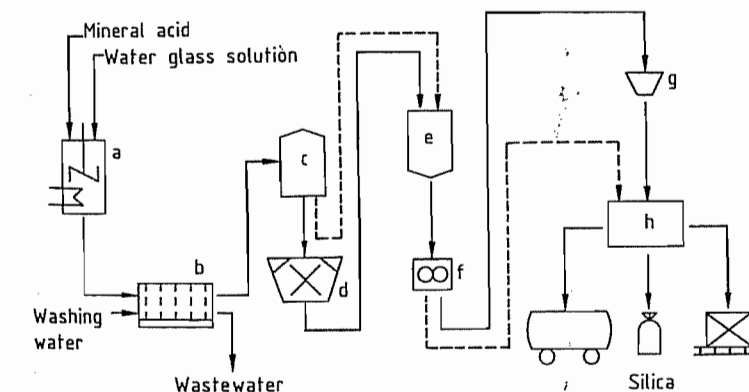 Mineral acid
Water glass solution
a
b
c
d
e
f
g
h
Washing
water
Wastewater
Silica